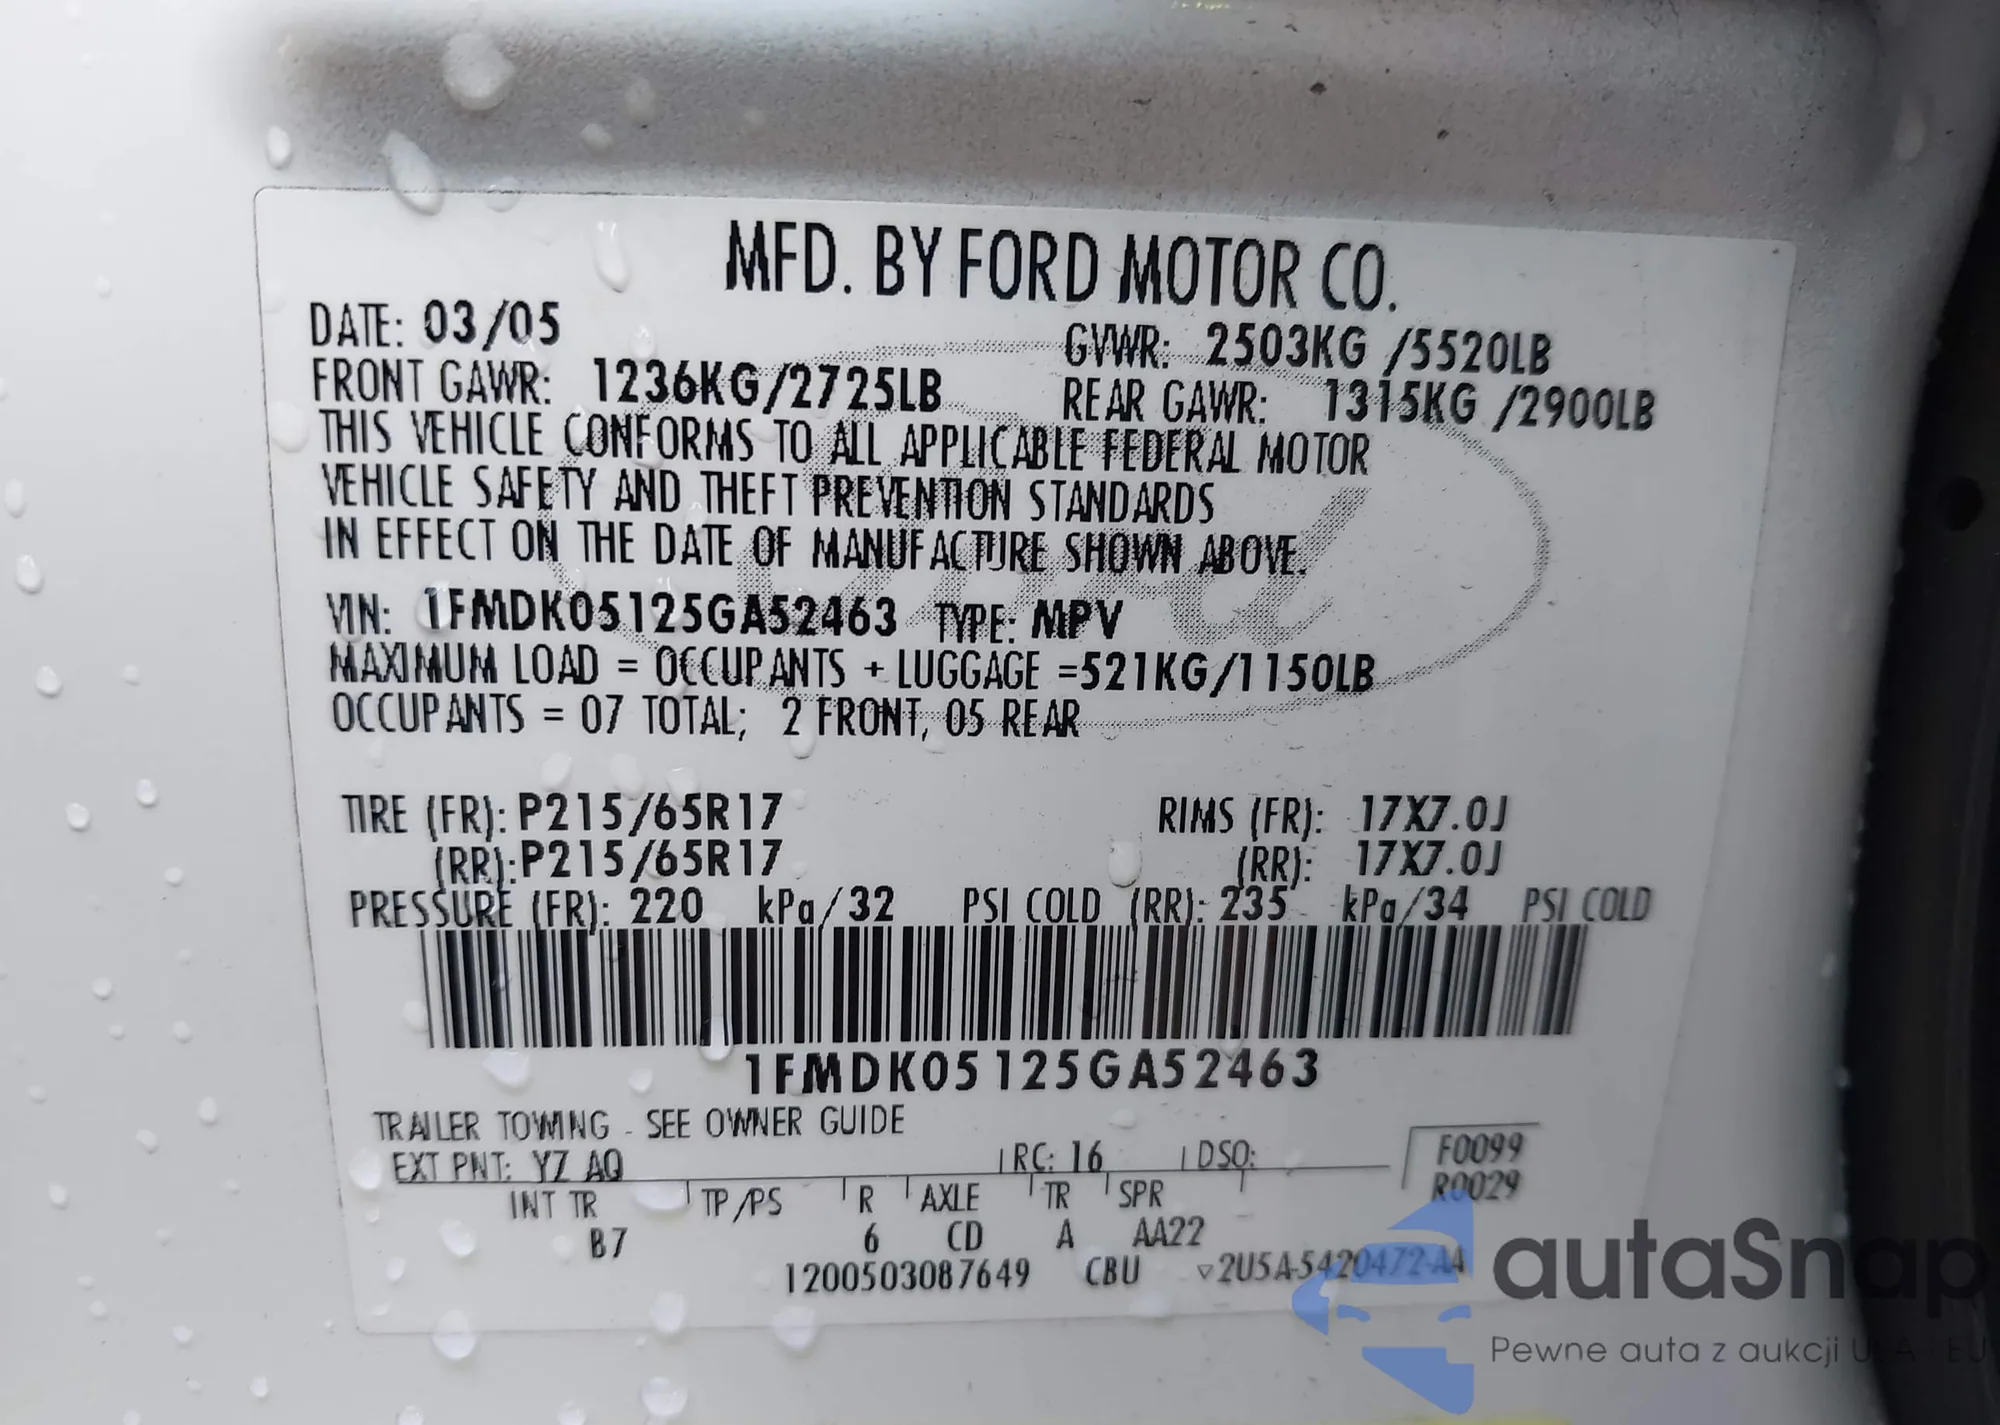 MFD. BY FORD MOTOR CO.
DATE: 03/05 GVWR: 2503KG /5520LB
FRONT GAWR: 1236KG/2725LB REAR GAWR: 1315KG /2900LB
THIS VEHICLE CONFORMS TO ALL APPLICABLE FEDERAL MOTOR
VEHICLE SAFETY AND THEFT PREVENTION STANDARDS
IN EFFECT ON THE DATE OF MANUFACTURE SHOWN ABOVE.
VIN: 1FMDK05125GA52463 TYPE: MPV
MAXIMUM LOAD = OCCUPANTS + LUGGAGE =521KG/1150LB
OCCUPANTS = 07 TOTAL; 2 FRONT, 05 REAR
TIRE (FR): P215/65R17 RIMS (FR): 17X7.0J
(RR): P215/65R17 (RR): 17X7.0J
PRESSURE (FR): 220 kPa/32 PSI COLD (RR): 235 kPa/34 PSI COLD
1FMDK05125GA52463
TRAILER TOWING - SEE OWNER GUIDE
EXT PNT: YZ AQ RC: 16 DSO: F0099
R0029
INT TR TP/PS R AXLE TR SPR
B7 6 CD A AA22
1200503087649 CBU ▽2U5A-5420472-AA
autaSnap
Pewne auta z aukcji USA · EU